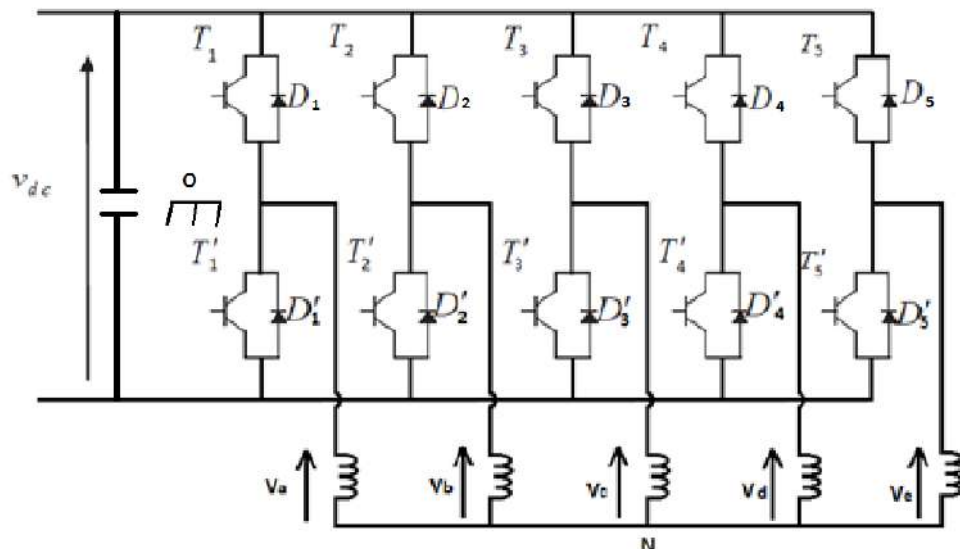 T₁ T₂ T₃ T₄ T₅
D₁ D₂ D₃ D₄ D₅
v_dc
O
T′₁ T′₂ T′₃ T′₄ T′₅
D′₁ D′₂ D′₃ D′₄ D′₅
Va Vb Vc Vd Ve
N